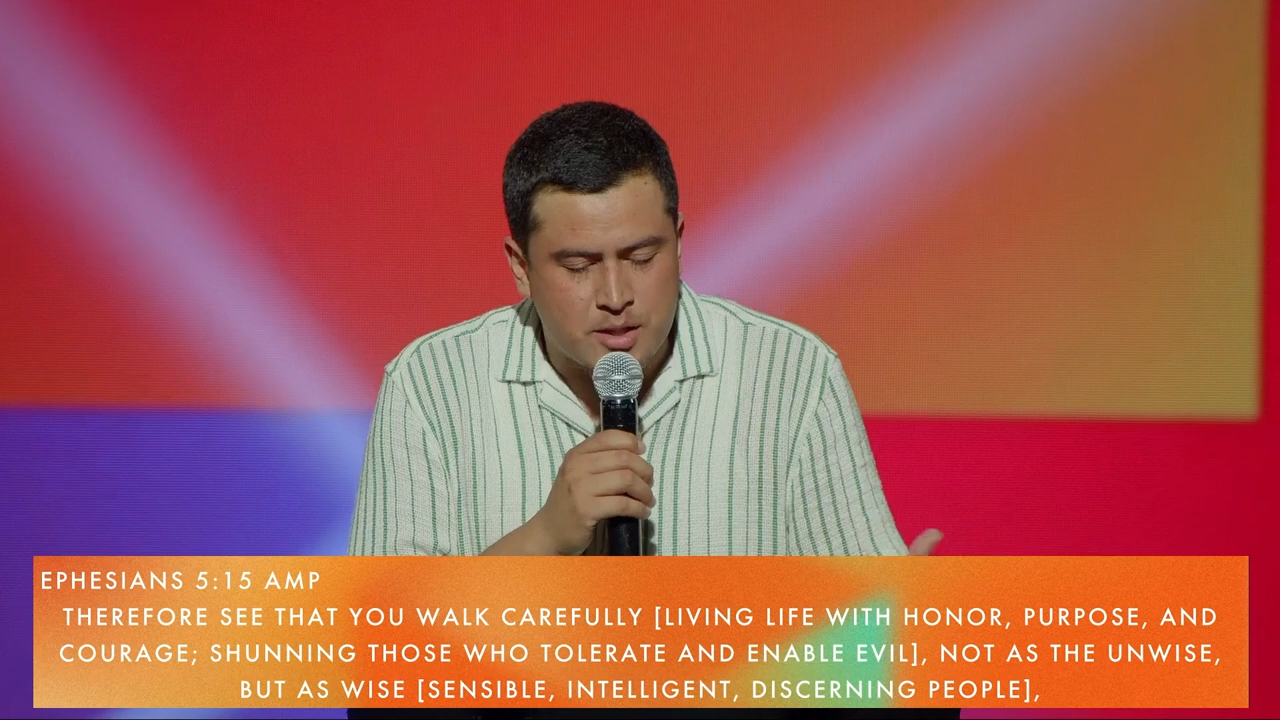 EPHESIANS 5:15 AMP
THEREFORE SEE THAT YOU WALK CAREFULLY [LIVING LIFE WITH HONOR, PURPOSE, AND
COURAGE; SHUNNING THOSE WHO TOLERATE AND ENABLE EVIL], NOT AS THE UNWISE,
BUT AS WISE [SENSIBLE, INTELLIGENT, DISCERNING PEOPLE],